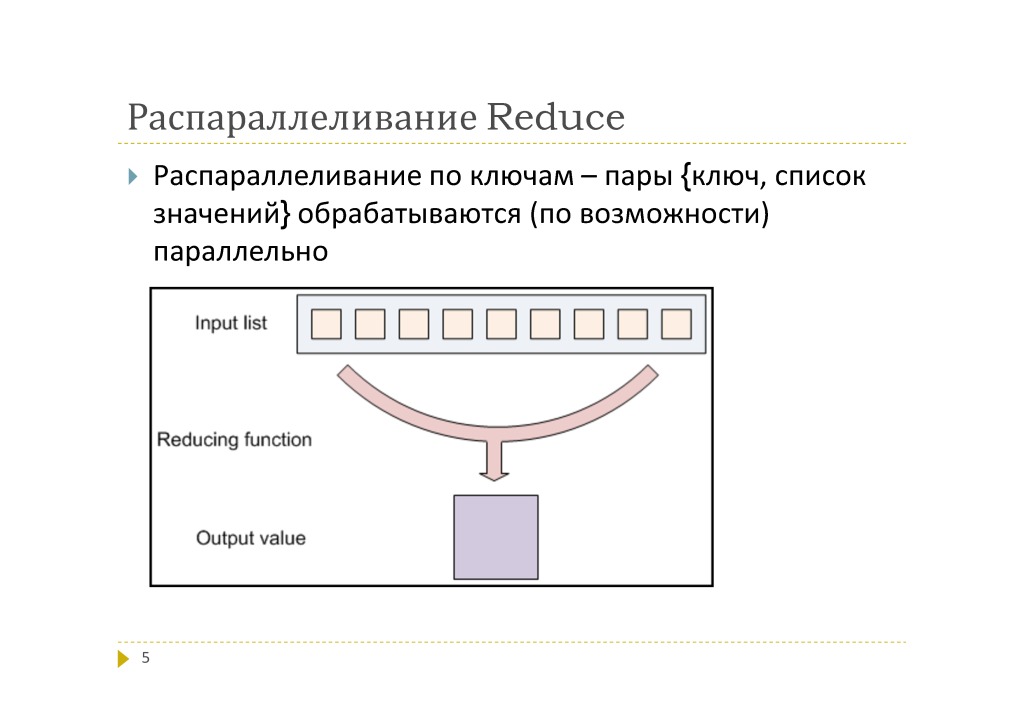 Распараллеливание Reduce
Распараллеливание по ключам – пары {ключ, список
значений} обрабатываются (по возможности)
параллельно
Input list
Reducing function
Output value
5